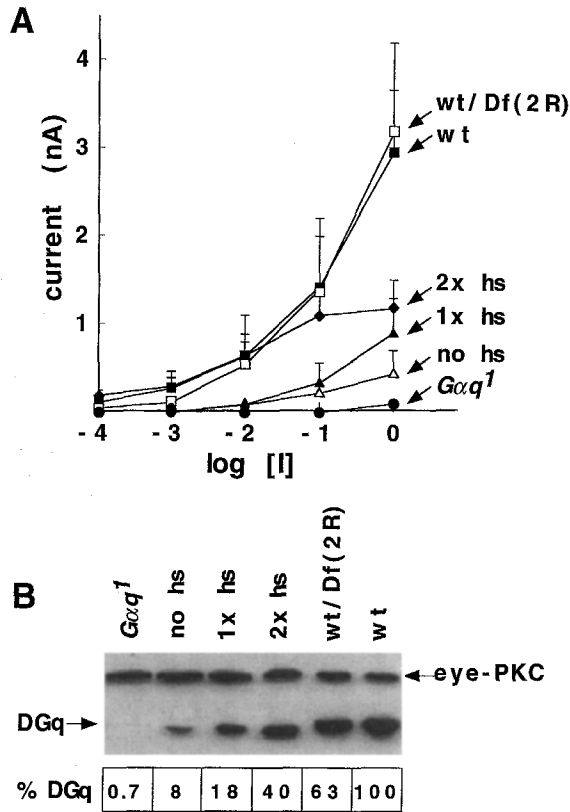 A
4
3
2
1
current (nA)
wt/Df(2R)
wt
2x hs
1x hs
no hs
Gαq¹
-4 -3 -2 -1 0
log [I]
B
Gαq¹ no hs 1x hs 2x hs wt/Df(2R) wt
eye-PKC
DGq
% DGq 0.7 8 18 40 63 100